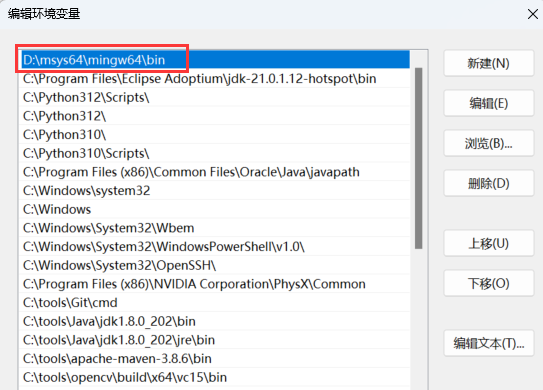 编辑环境变量
D:\msys64\mingw64\bin
C:\Program Files\Eclipse Adoptium\jdk-21.0.1.12-hotspot\bin
C:\Python312\Scripts\
C:\Python312\
C:\Python310\
C:\Python310\Scripts\
C:\Program Files (x86)\Common Files\Oracle\Java\javapath
C:\Windows\system32
C:\Windows
C:\Windows\System32\Wbem
C:\Windows\System32\WindowsPowerShell\v1.0\
C:\Windows\System32\OpenSSH\
C:\Program Files (x86)\NVIDIA Corporation\PhysX\Common
C:\tools\Git\cmd
C:\tools\Java\jdk1.8.0_202\bin
C:\tools\Java\jdk1.8.0_202\jre\bin
C:\tools\apache-maven-3.8.6\bin
C:\tools\opencv\build\x64\vc15\bin
新建(N)
编辑(E)
浏览(B)...
删除(D)
上移(U)
下移(O)
编辑文本(T)...